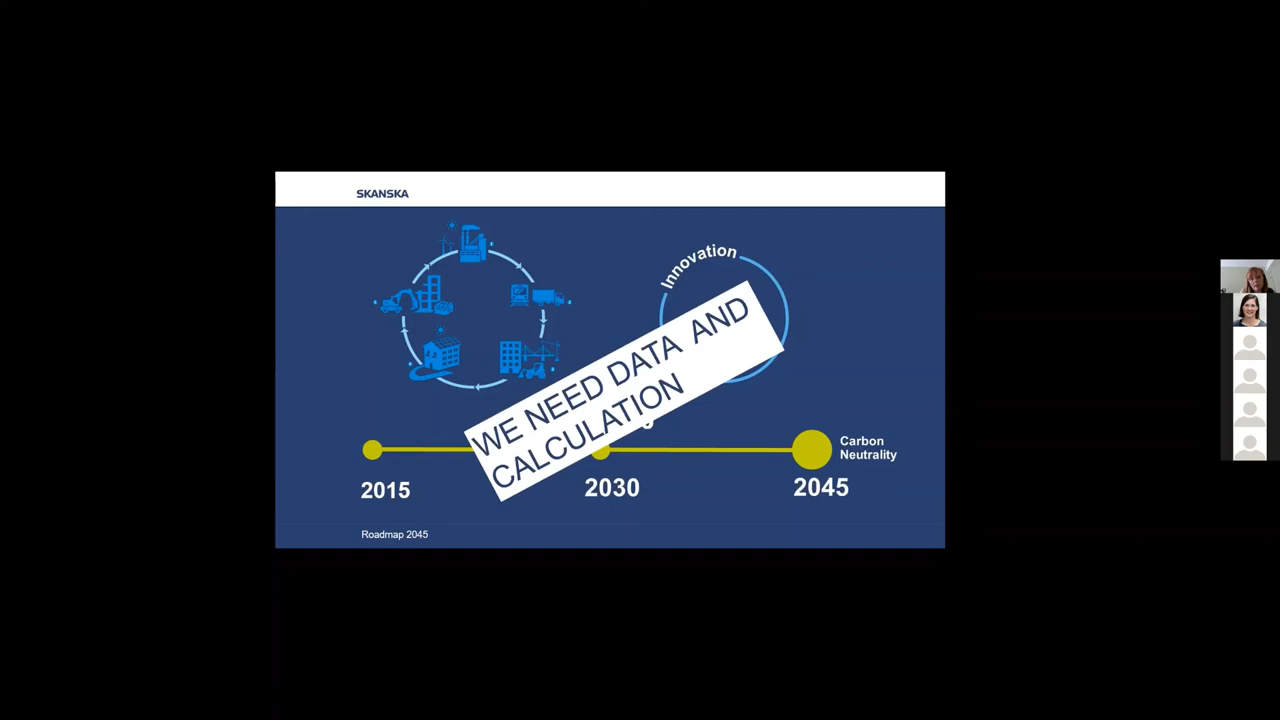 SKANSKA
Innovation
WE NEED DATA AND
CALCULATION
Carbon
Neutrality
2015
2030
2045
Roadmap 2045